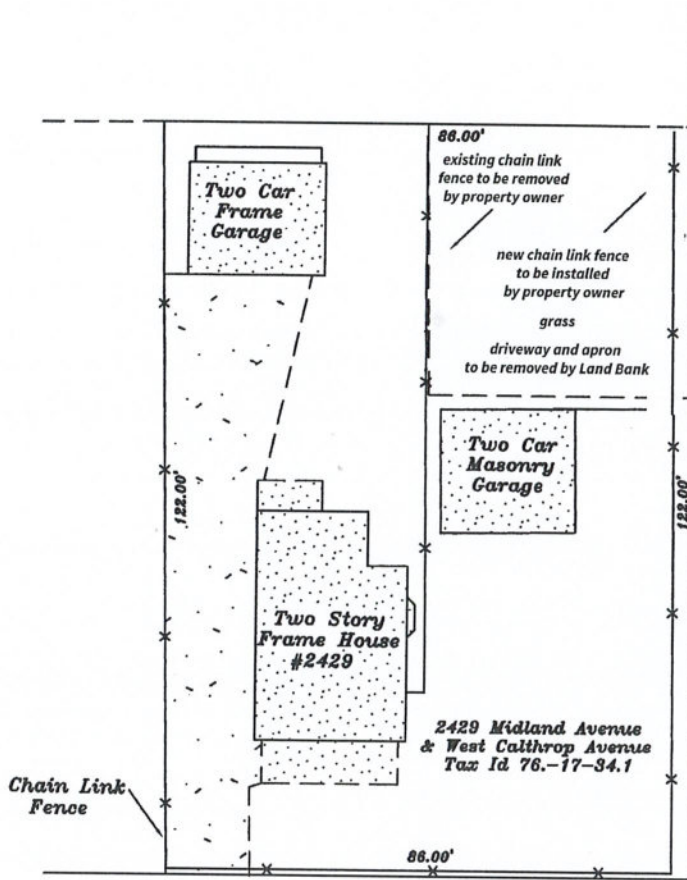 86.00'
existing chain link
fence to be removed
by property owner
Two Car
Frame
Garage
new chain link fence
to be installed
by property owner
grass
driveway and apron
to be removed by Land Bank
Two Car
Masonry
Garage
122.00'
122.00'
Two Story
Frame House
#2429
2429 Midland Avenue
& West Calthrop Avenue
Tax Id 76.-17-34.1
Chain Link
Fence
86.00'